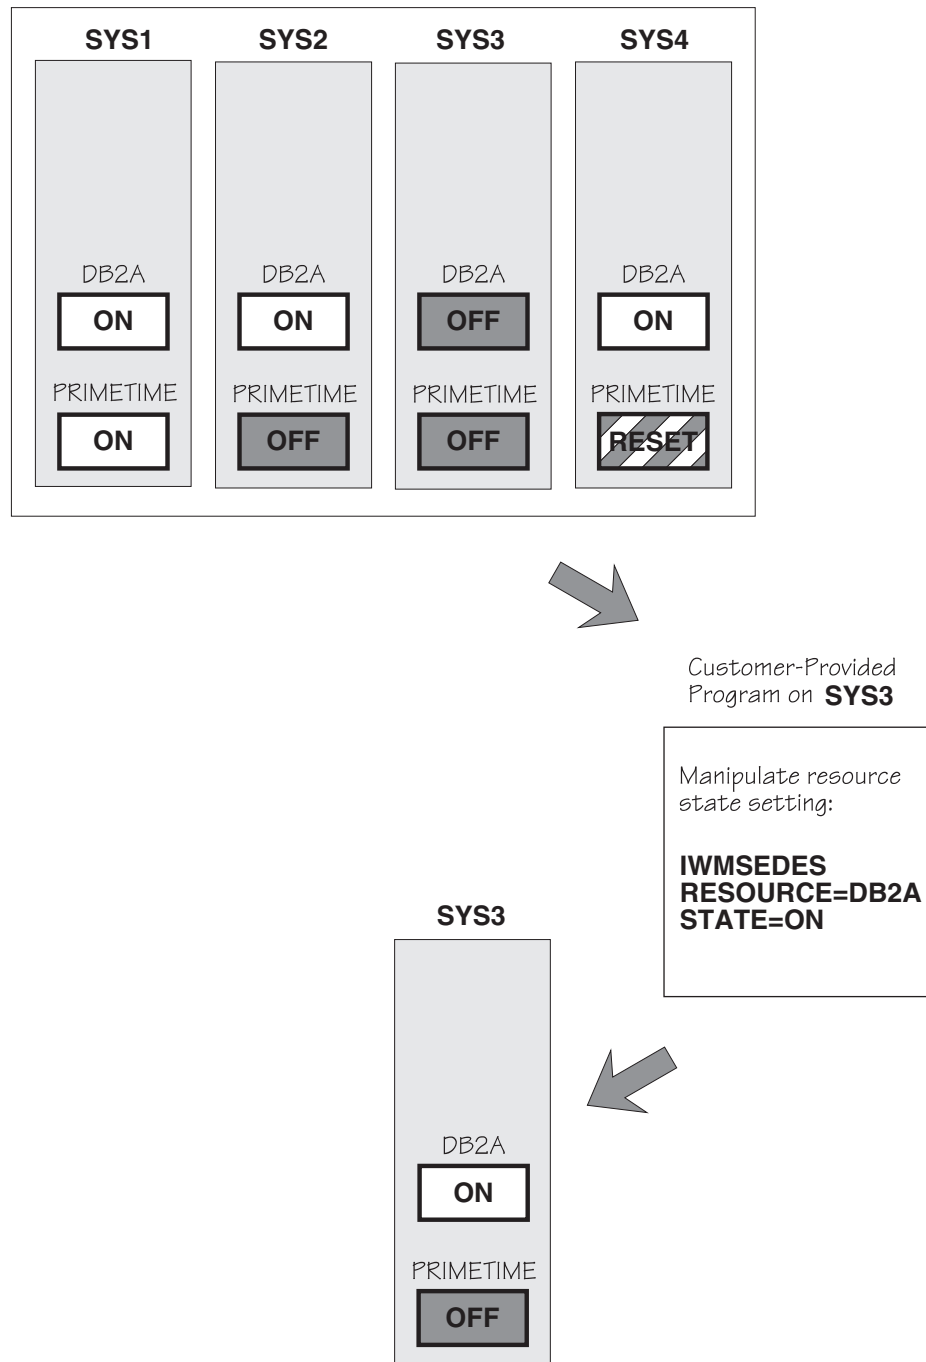 SYS1 SYS2 SYS3 SYS4
DB2A DB2A DB2A DB2A
ON ON OFF ON
PRIMETIME PRIMETIME PRIMETIME PRIMETIME
ON OFF OFF RESET
Customer-Provided
Program on SYS3
Manipulate resource
state setting:
IWMSEDES
RESOURCE=DB2A
STATE=ON
SYS3
DB2A
ON
PRIMETIME
OFF